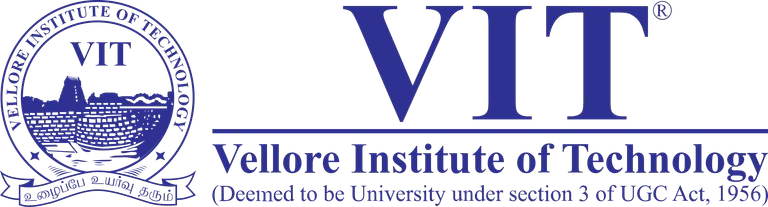 VELLORE INSTITUTE OF TECHNOLOGY
VIT
உழைப்பே உயர்வு தரும்
VIT®
Vellore Institute of Technology
(Deemed to be University under section 3 of UGC Act, 1956)